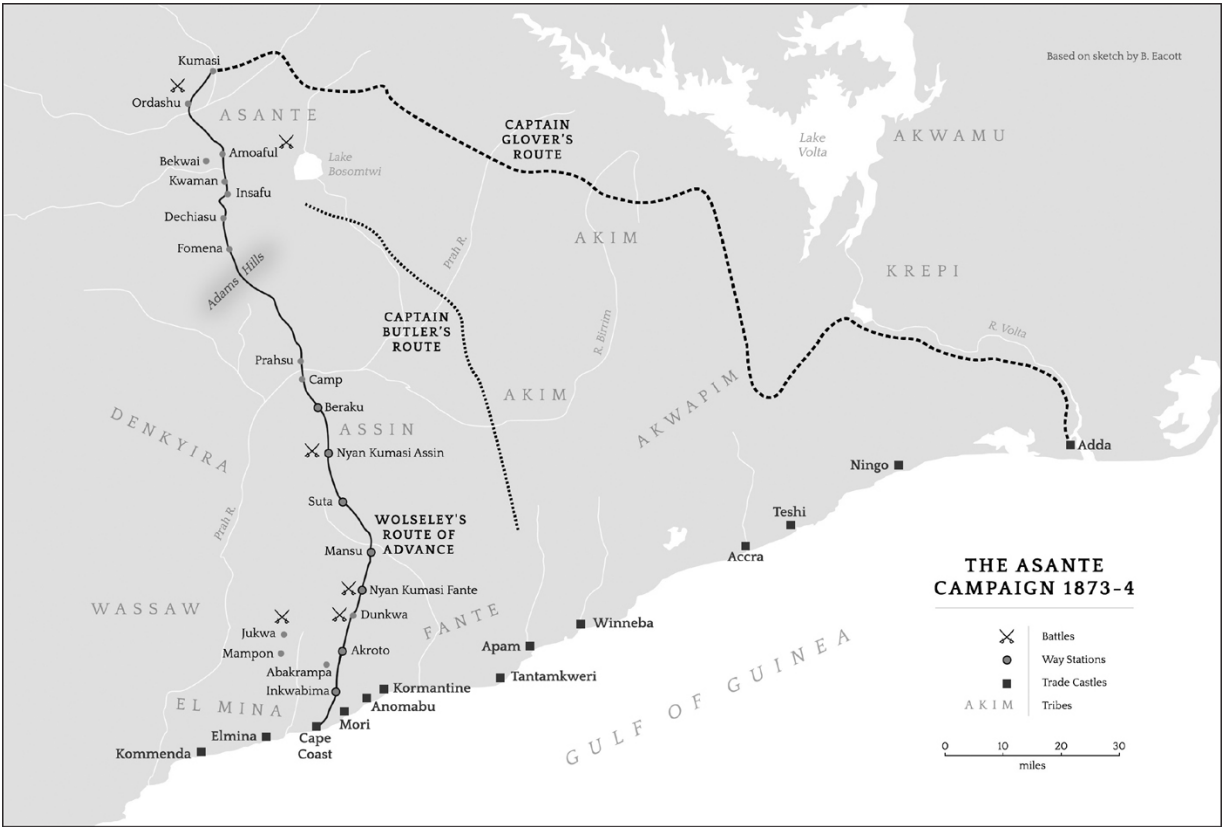 Kumasi
Based on sketch by B. Eacott
Ordashu
ASANTE
CAPTAIN
GLOVER'S
ROUTE
Lake
Volta
AKWAMU
Amoaful
Bekwai
Lake
Bosomtwi
Kwaman
Insafu
Dechiasu
Fomena
Adams Hills
Prah R.
AKIM
KREPI
CAPTAIN
BUTLER'S
ROUTE
R. Birrim
R. Volta
Prahsu
Camp
Beraku
AKIM
AKWAPIM
DENKYIRA
ASSIN
Nyan Kumasi Assin
Adda
Ningo
Suta
Prah R.
WOLSELEY'S
ROUTE OF
ADVANCE
Mansu
Teshi
Accra
Nyan Kumasi Fante
WASSAW
Dunkwa
FANTE
Jukwa
Mampon
Winneba
Apam
Akroto
Abakrampa
Tantamkweri
Inkwabima
Kormantine
Anomabu
EL MINA
Mori
Elmina
Cape
Coast
Kommenda
GULF OF GUINEA
THE ASANTE
CAMPAIGN 1873-4
Battles
Way Stations
Trade Castles
AKIM Tribes
0 10 20 30
miles